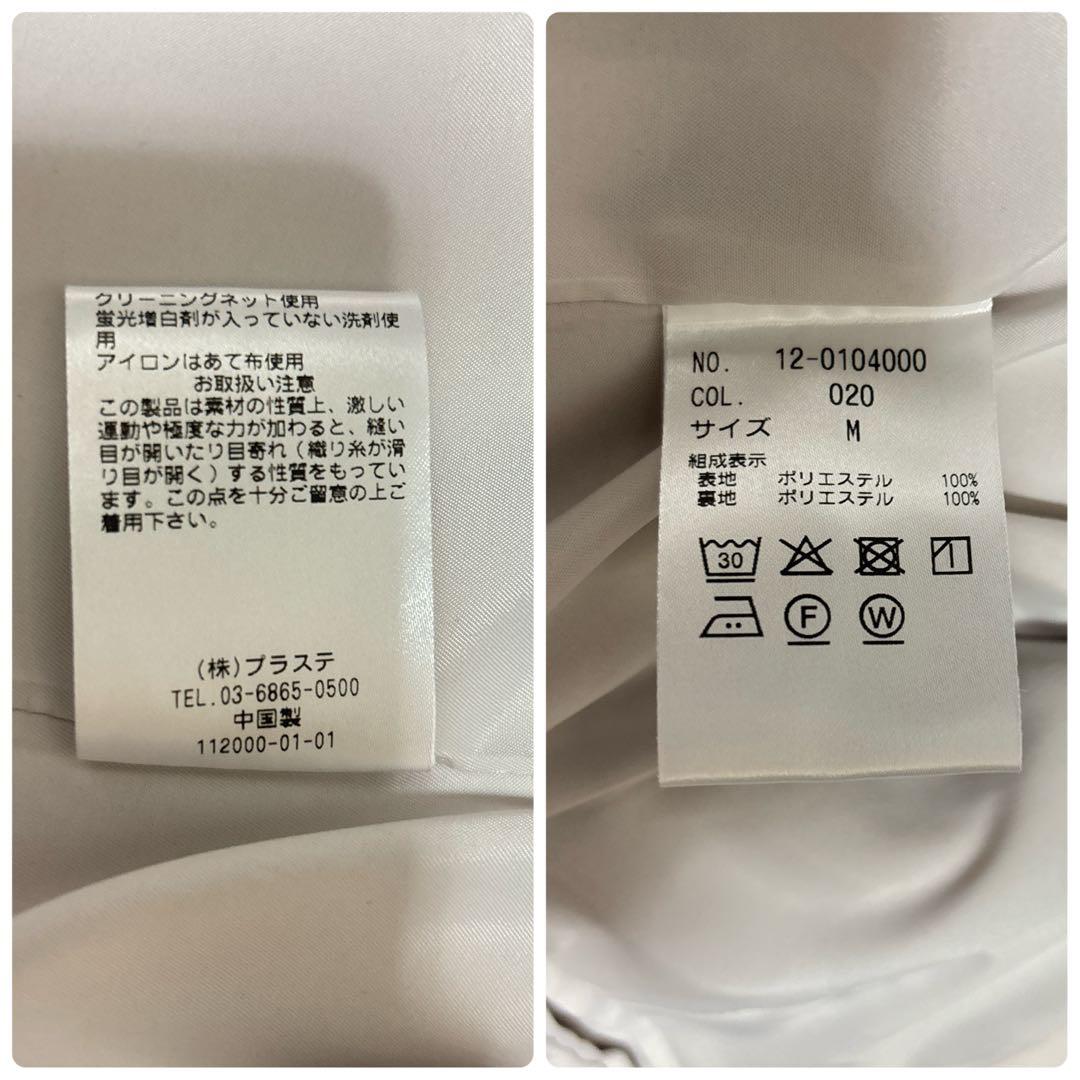 クリーニングネット使用
蛍光増白剤が入っていない洗剤使
用
アイロンはあて布使用
お取扱い注意
この製品は素材の性質上、激しい
運動や極度な力が加わると、縫い
目が開いたり目寄れ(織り糸が滑
り目が開く)する性質をもってい
ます。この点を十分ご留意の上ご
着用下さい。
(株)プラステ
TEL.03-6865-0500
中国製
112000-01-01
NO. 12-0104000
COL. 020
サイズ M
組成表示
表地 ポリエステル 100%
裏地 ポリエステル 100%
30
F W